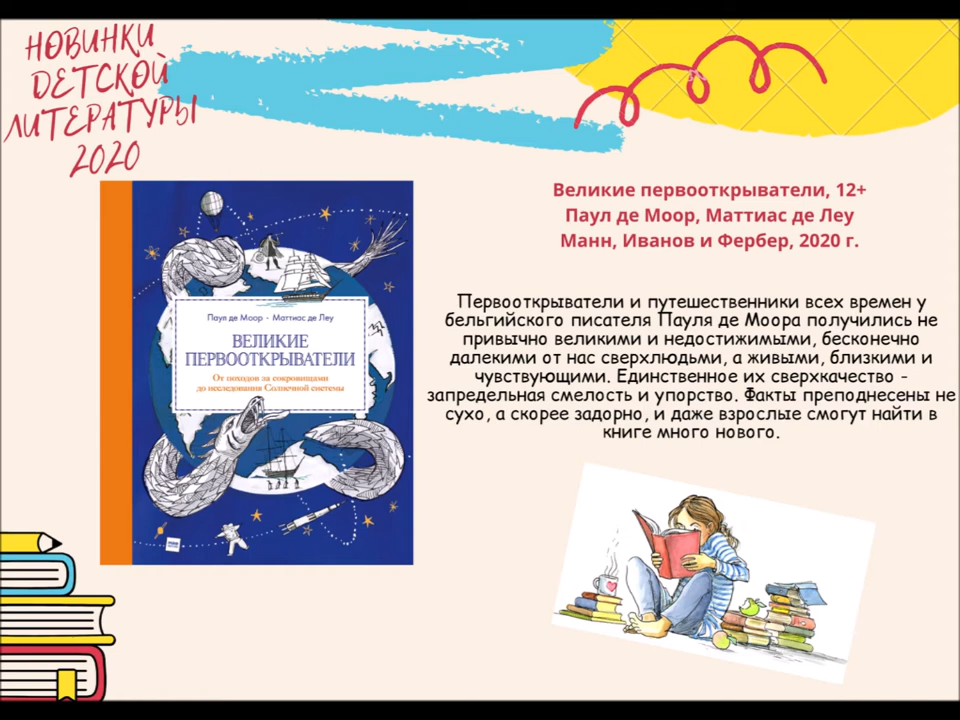 НОВИНКИ
ДЕТСКОЙ
ЛИТЕРАТУРЫ
2020
Паул де Моор - Маттиас де Леу
ВЕЛИКИЕ
ПЕРВООТКРЫВАТЕЛИ
От походов за сокровищами
до исследования Солнечной системы
Великие первооткрыватели, 12+
Паул де Моор, Маттиас де Леу
Манн, Иванов и Фербер, 2020 г.
Первооткрыватели и путешественники всех времен у
бельгийского писателя Пауля де Моора получились не
привычно великими и недостижимыми, бесконечно
далекими от нас сверхлюдьми, а живыми, близкими и
чувствующими. Единственное их сверхкачество -
запредельная смелость и упорство. Факты преподнесены не
сухо, а скорее задорно, и даже взрослые смогут найти в
книге много нового.